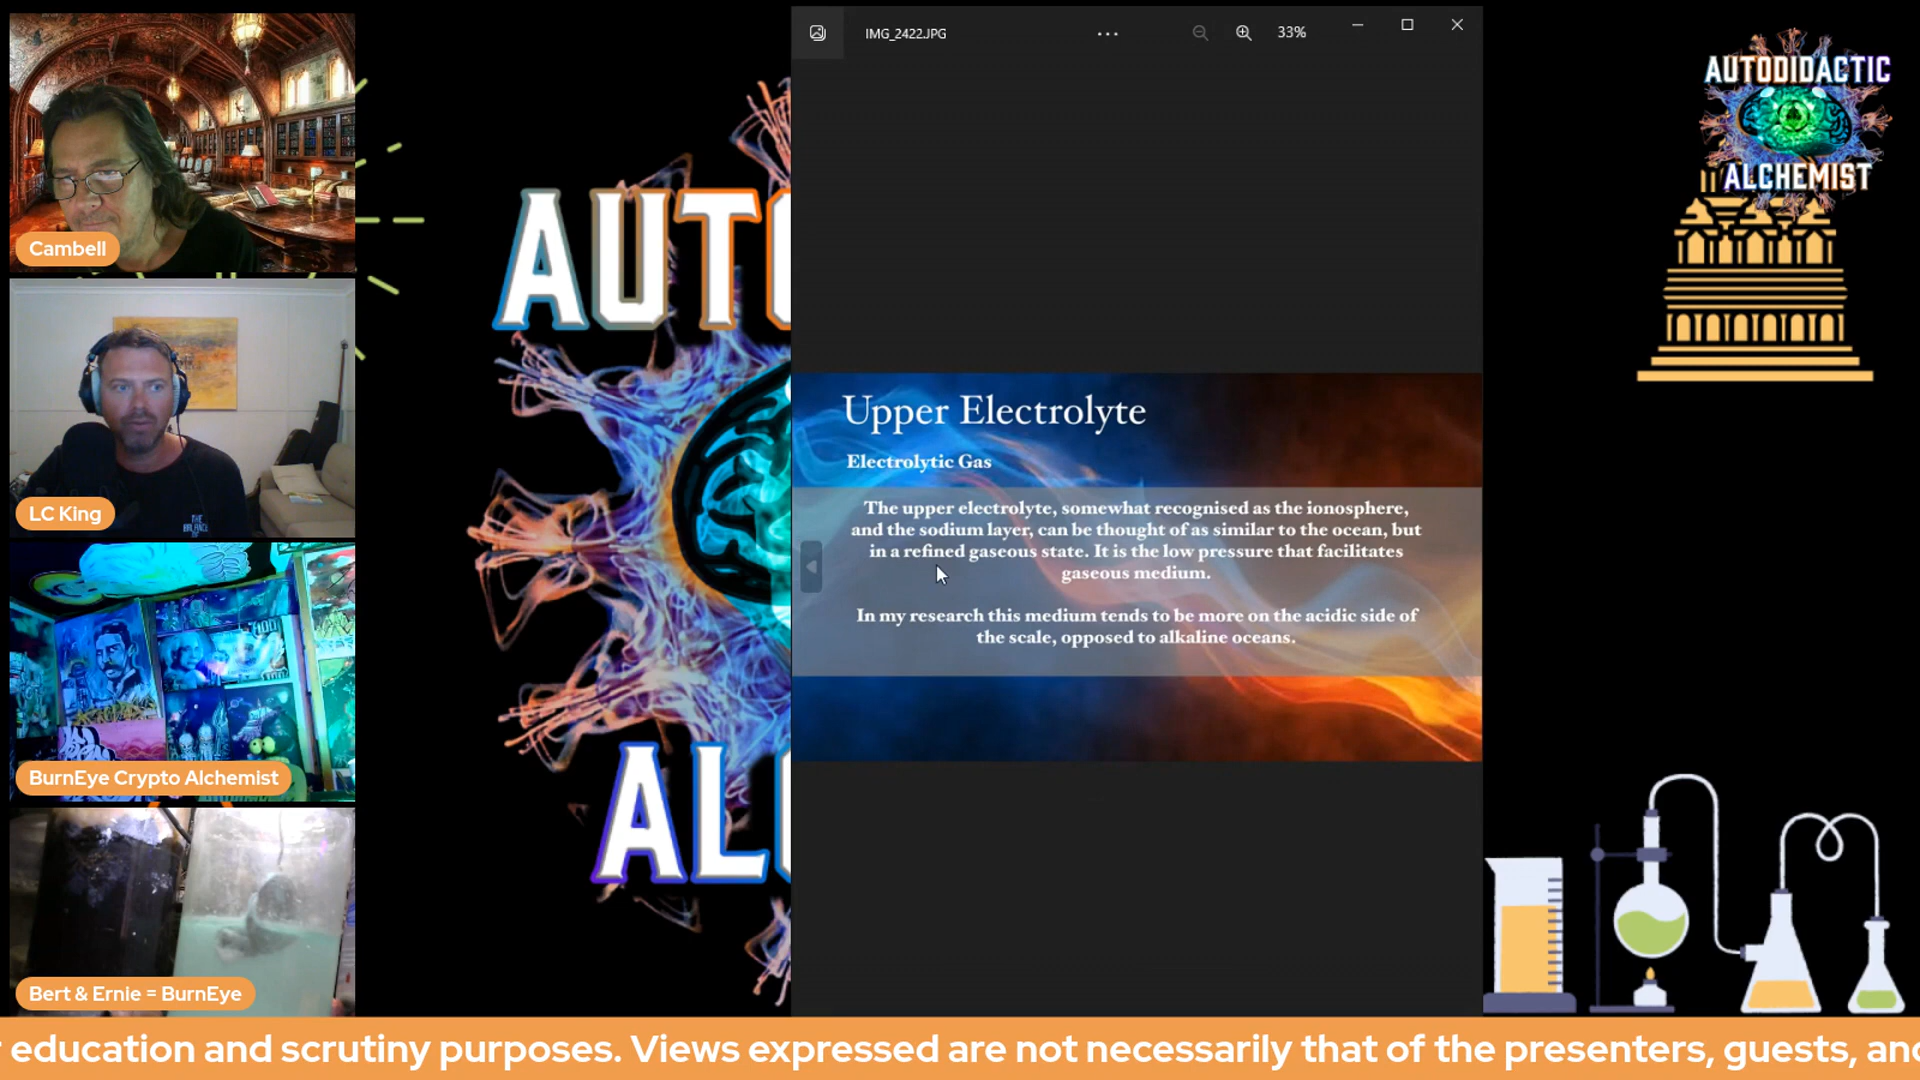 Cambell
LC King
BurnEye Crypto Alchemist
Bert & Ernie = BurnEye
AUTO
AL
IMG_2422.JPG
33%
Upper Electrolyte
Electrolytic Gas
The upper electrolyte, somewhat recognised as the ionosphere,
and the sodium layer, can be thought of as similar to the ocean, but
in a refined gaseous state. It is the low pressure that facilitates
gaseous medium.
In my research this medium tends to be more on the acidic side of
the scale, opposed to alkaline oceans.
AUTODIDACTIC
ALCHEMIST
education and scrutiny purposes. Views expressed are not necessarily that of the presenters, guests,